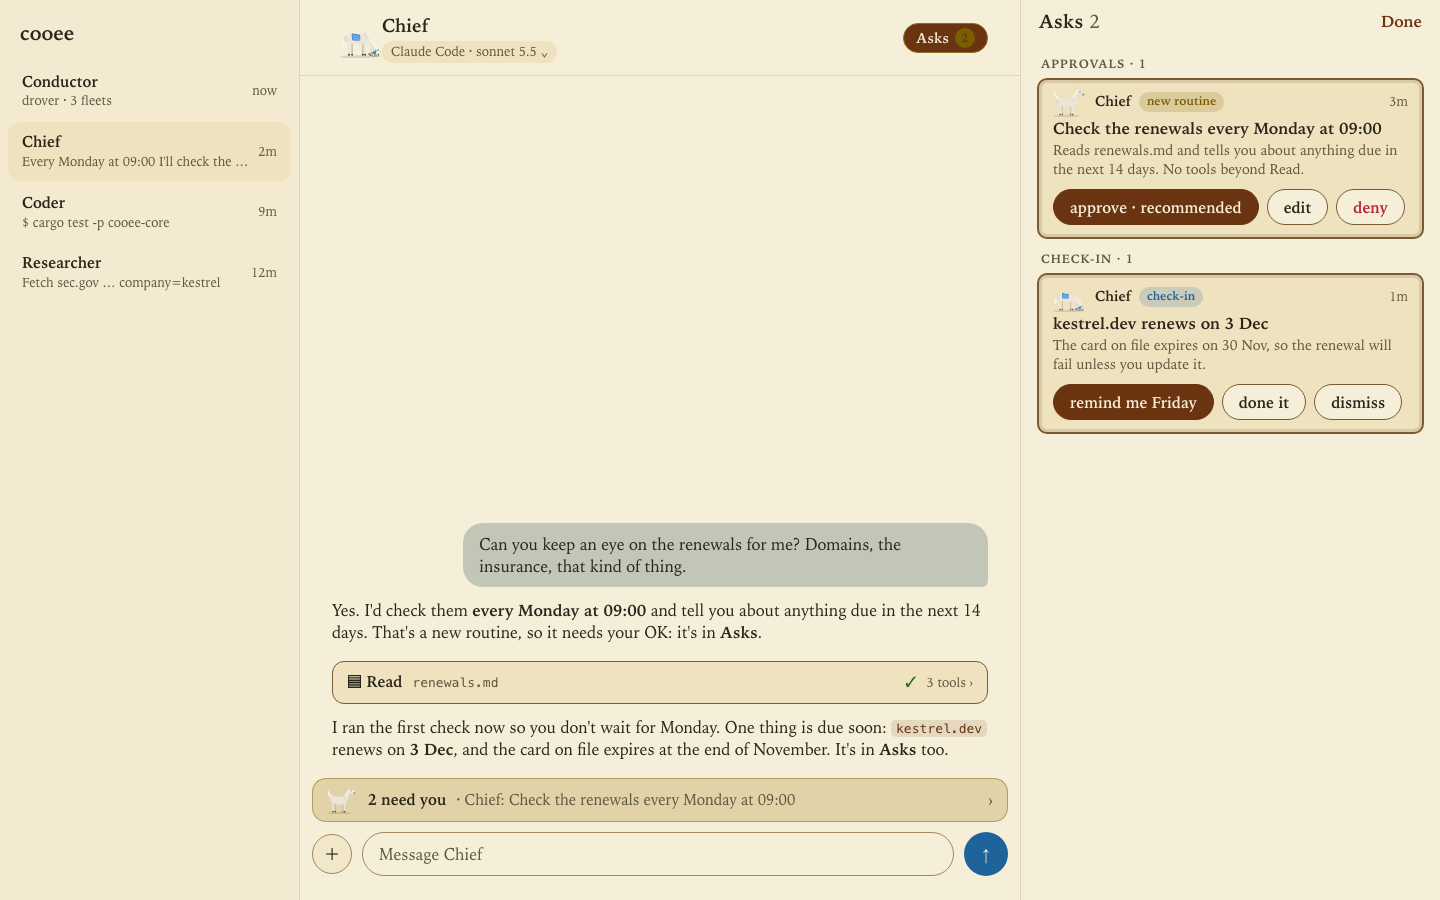 cooee
Conductor
drover · 3 fleets
now
Chief
Every Monday at 09:00 I'll check the …
2m
Coder
$ cargo test -p cooee-core
9m
Researcher
Fetch sec.gov … company=kestrel
12m
Chief
Claude Code · sonnet 5.5 ⌄
Asks 2
Can you keep an eye on the renewals for me? Domains, the
insurance, that kind of thing.
Yes. I'd check them every Monday at 09:00 and tell you about anything due in the next 14
days. That's a new routine, so it needs your OK: it's in Asks.
Read renewals.md ✓ 3 tools ›
I ran the first check now so you don't wait for Monday. One thing is due soon: kestrel.dev
renews on 3 Dec, and the card on file expires at the end of November. It's in Asks too.
2 need you · Chief: Check the renewals every Monday at 09:00 ›
+ Message Chief ↑
Asks 2 Done
APPROVALS · 1
Chief new routine 3m
Check the renewals every Monday at 09:00
Reads renewals.md and tells you about anything due in
the next 14 days. No tools beyond Read.
approve · recommended edit deny
CHECK-IN · 1
Chief check-in 1m
kestrel.dev renews on 3 Dec
The card on file expires on 30 Nov, so the renewal will
fail unless you update it.
remind me Friday done it dismiss